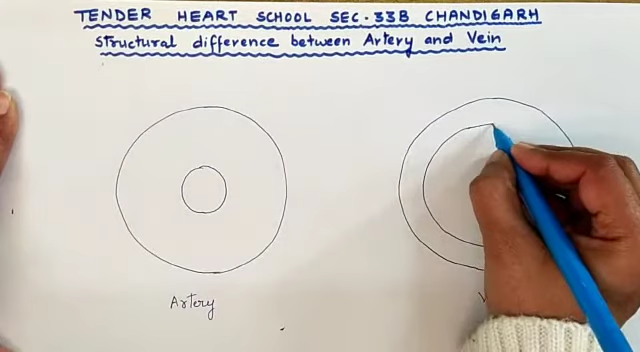 TENDER HEART SCHOOL SEC. 33B CHANDIGARH
Structural difference between Artery and Vein
Artery